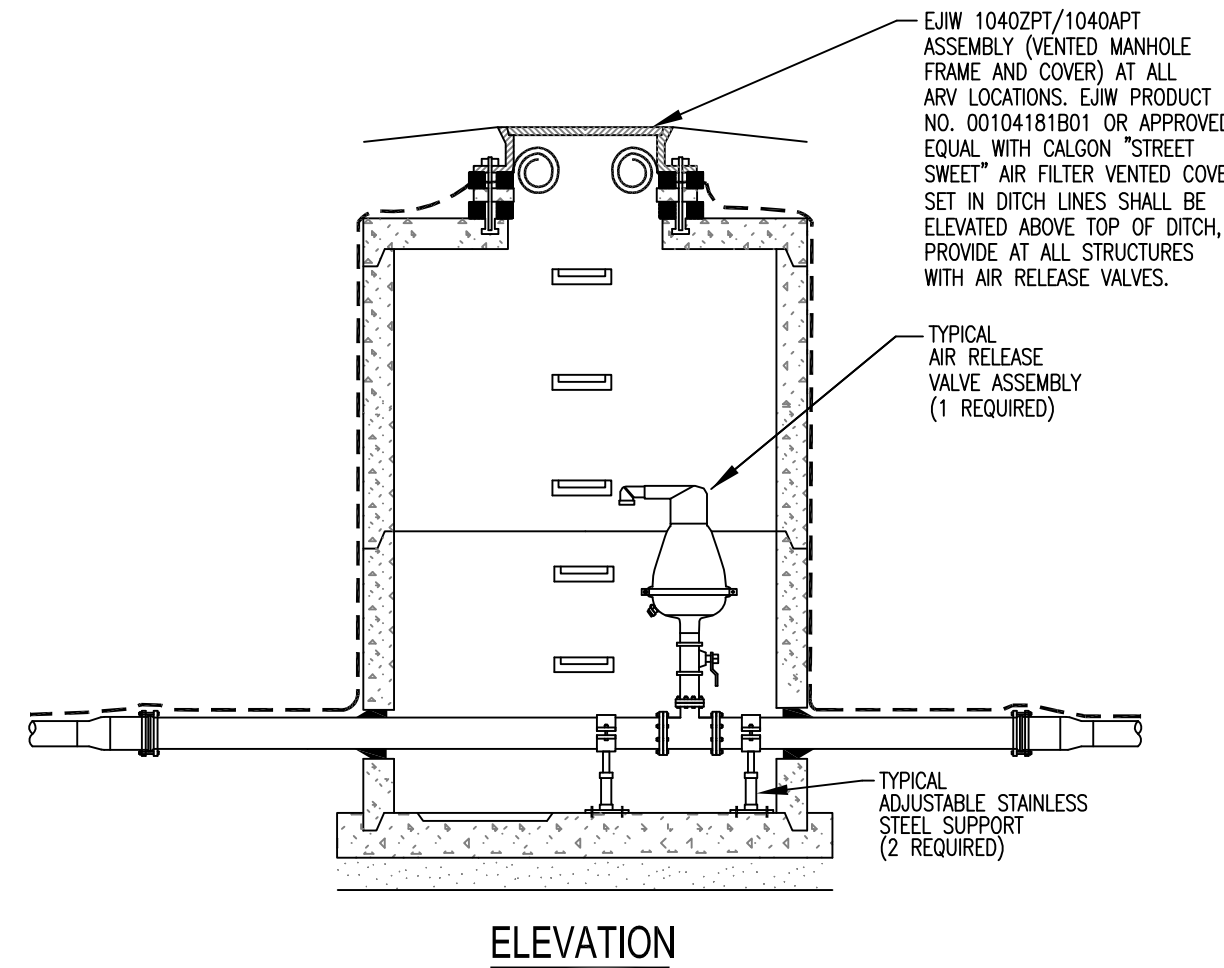 EJIW 1040ZPT/1040APT
ASSEMBLY (VENTED MANHOLE
FRAME AND COVER) AT ALL
ARV LOCATIONS. EJIW PRODUCT
NO. 00104181B01 OR APPROVED
EQUAL WITH CALGON "STREET
SWEET" AIR FILTER VENTED COVE
SET IN DITCH LINES SHALL BE
ELEVATED ABOVE TOP OF DITCH,
PROVIDE AT ALL STRUCTURES
WITH AIR RELEASE VALVES.
TYPICAL
AIR RELEASE
VALVE ASSEMBLY
(1 REQUIRED)
TYPICAL
ADJUSTABLE STAINLESS
STEEL SUPPORT
(2 REQUIRED)
ELEVATION